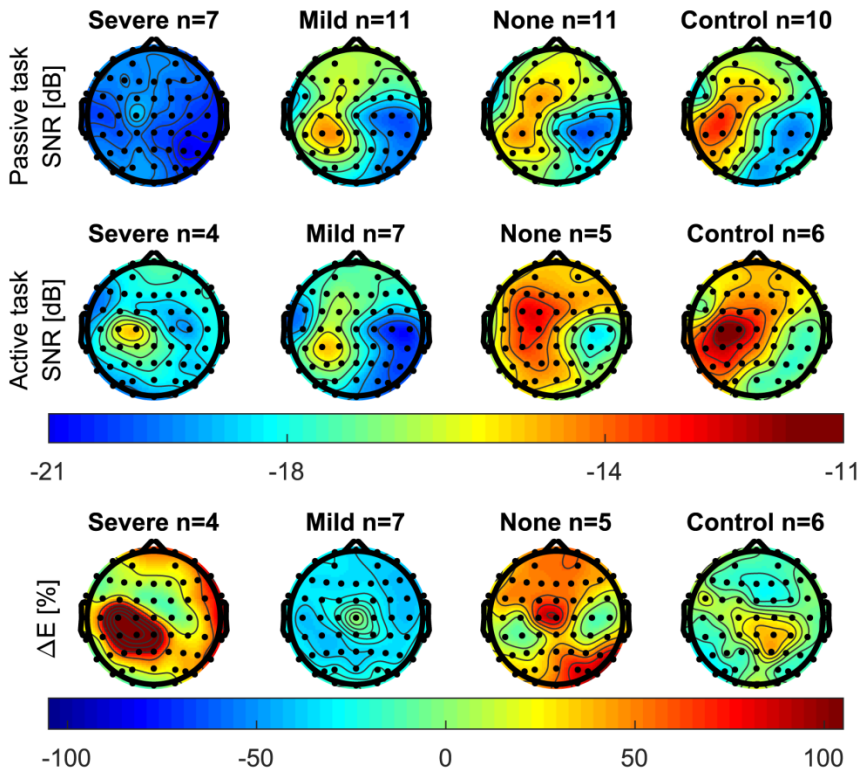 Severe n=7 Mild n=11 None n=11 Control n=10
Passive task
SNR [dB]
Severe n=4 Mild n=7 None n=5 Control n=6
Active task
SNR [dB]
-21 -18 -14 -11
Severe n=4 Mild n=7 None n=5 Control n=6
ΔE [%]
-100 -50 0 50 100